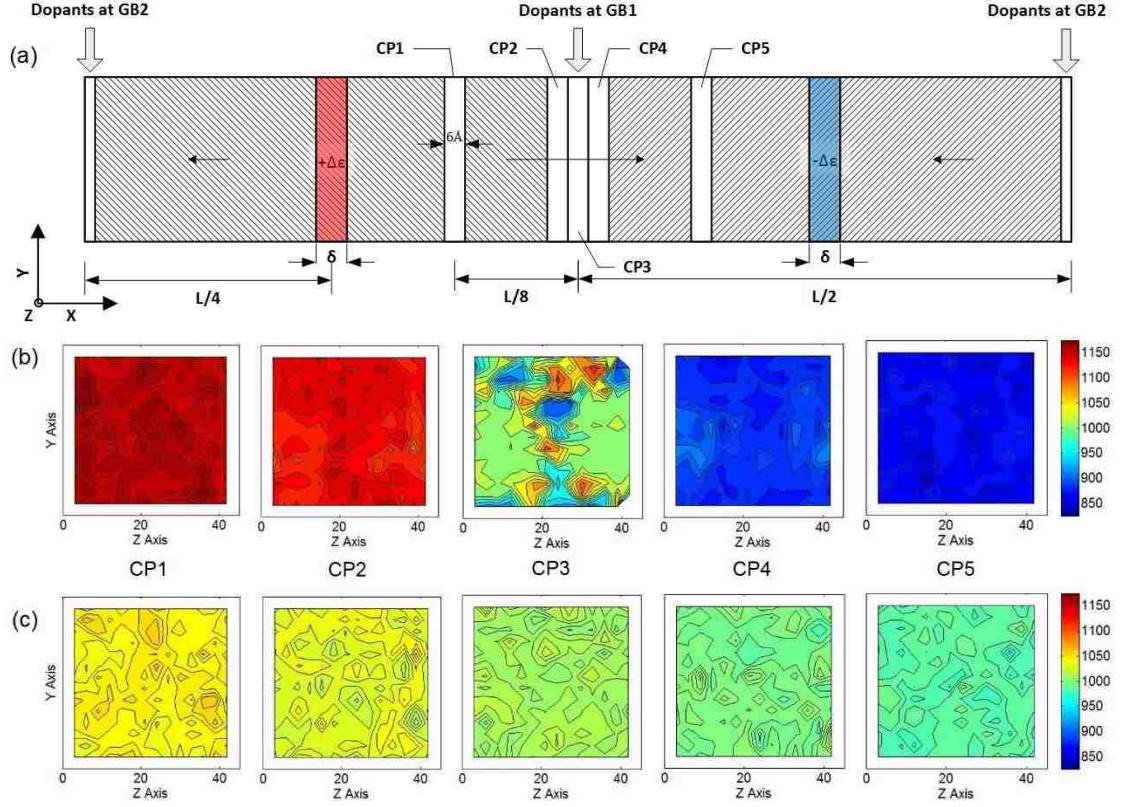 Dopants at GB2 Dopants at GB1 Dopants at GB2
(a) CP1 CP2 CP4 CP5
6Å
+Δε -Δε
δ CP3 δ
Y L/4 L/8 L/2
Z X
(b)
Y Axis
0 20 40 0 20 40 0 20 40 0 20 40 0 20 40
Z Axis Z Axis Z Axis Z Axis Z Axis
1150
1100
1050
1000
950
900
850
CP1 CP2 CP3 CP4 CP5
(c)
Y Axis
0 20 40 0 20 40 0 20 40 0 20 40 0 20 40
Z Axis Z Axis Z Axis Z Axis Z Axis
1150
1100
1050
1000
950
900
850